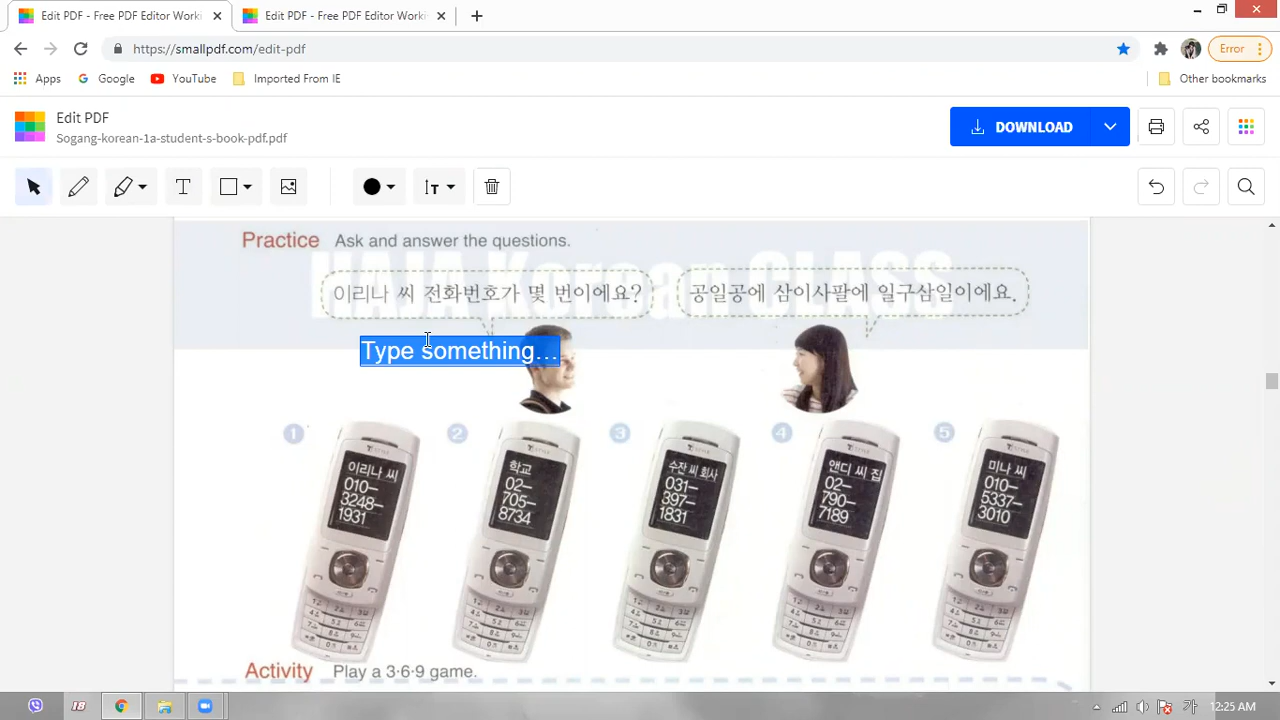 Edit PDF - Free PDF Editor Worki
Edit PDF - Free PDF Editor Worki
https://smallpdf.com/edit-pdf
Error
Apps
Google
YouTube
Imported From IE
Other bookmarks
Edit PDF
Sogang-korean-1a-student-s-book-pdf.pdf
DOWNLOAD
T
T
Practice Ask and answer the questions.
HAJA Korean CLASS
이리나 씨 전화번호가 몇 번이에요?
공일공에 삼이사팔에 일구삼일이에요.
Type something...
1
이리나 씨
010-
3248-
1931
2
학교
02-
705-
8734
3
수잔 씨 회사
031-
397-
1831
4
앤디 씨 집
02-
790-
7189
5
미나 씨
010-
5337-
3010
Activity Play a 3·6·9 game.
18
가
12:25 AM